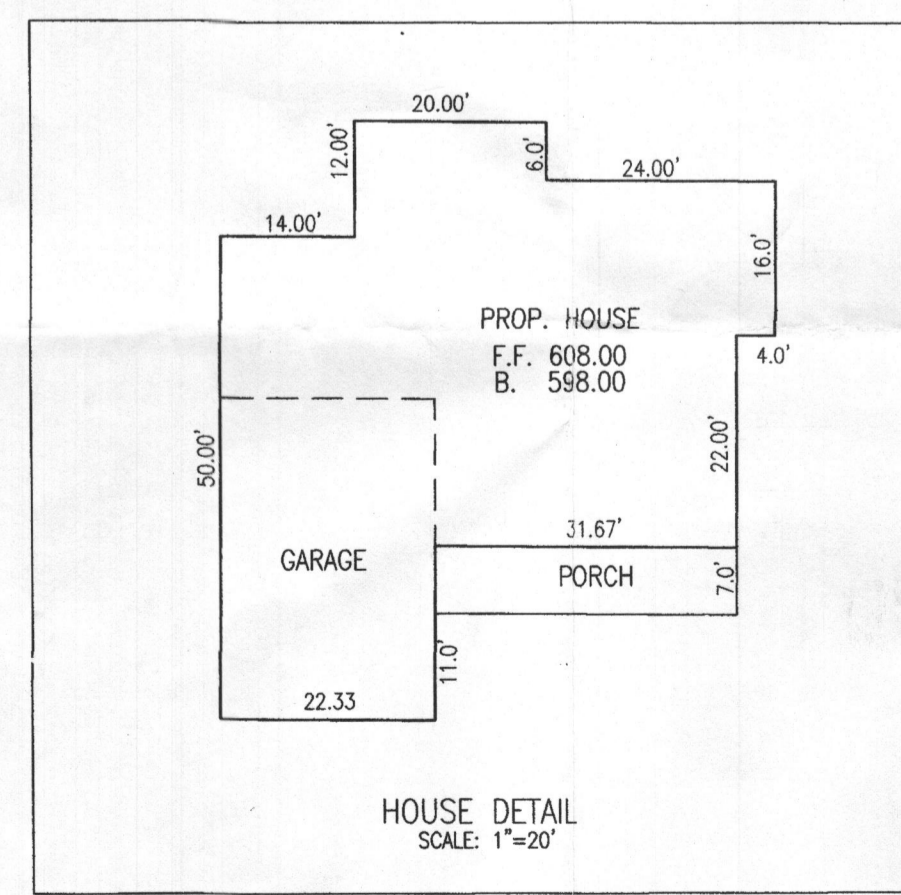 20.00'
12.00'
6.0'
24.00'
14.00'
16.0'
PROP. HOUSE
F.F. 608.00
B. 598.00
4.0'
50.00'
22.00'
31.67'
GARAGE
PORCH
7.0'
11.0'
22.33
HOUSE DETAIL
SCALE: 1"=20'